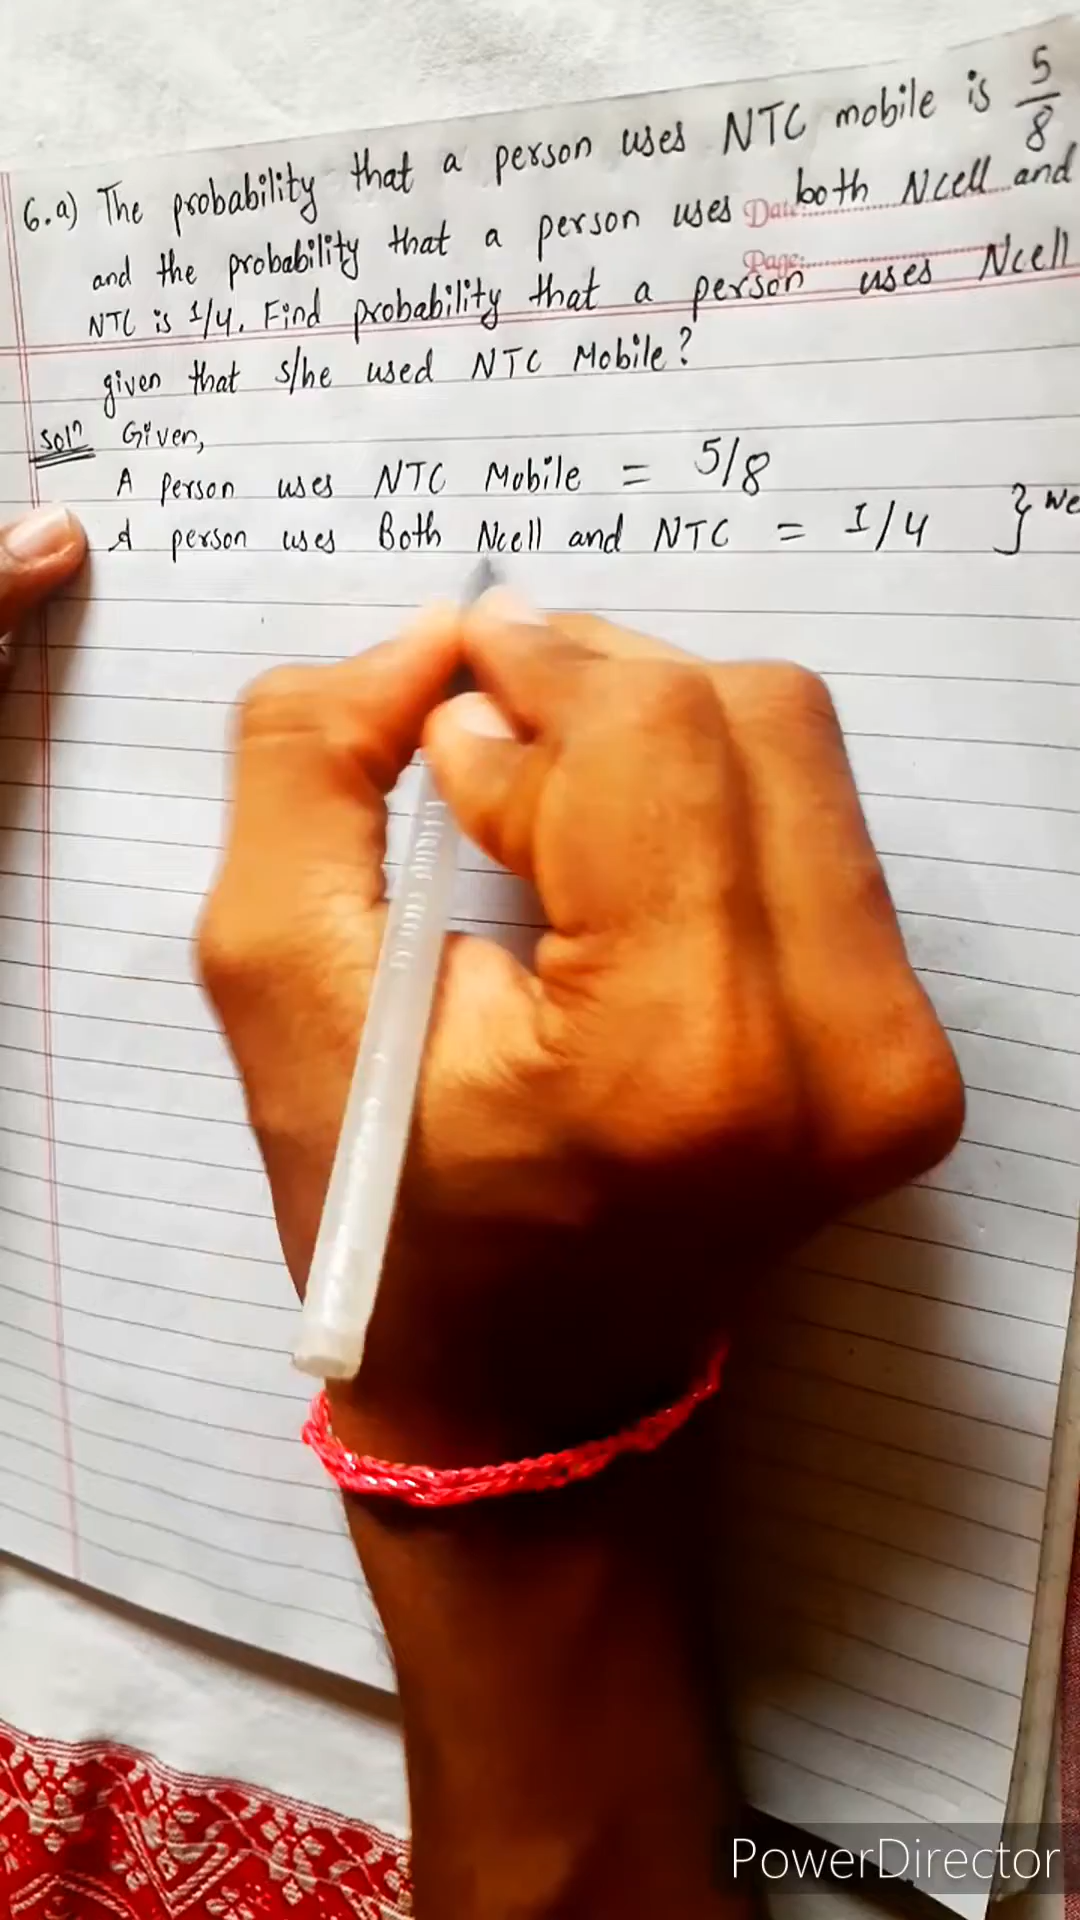 6.a) The probability that a person uses NTC mobile is 5/8
and the probability that a person uses both Ncell and
Date:
NTC is 1/4. Find probability that a person uses Ncell
Page:
given that s/he used NTC Mobile?
Solⁿ Given,
A person uses NTC Mobile = 5/8
A person uses Both Ncell and NTC = 1/4 } We
PowerDirector